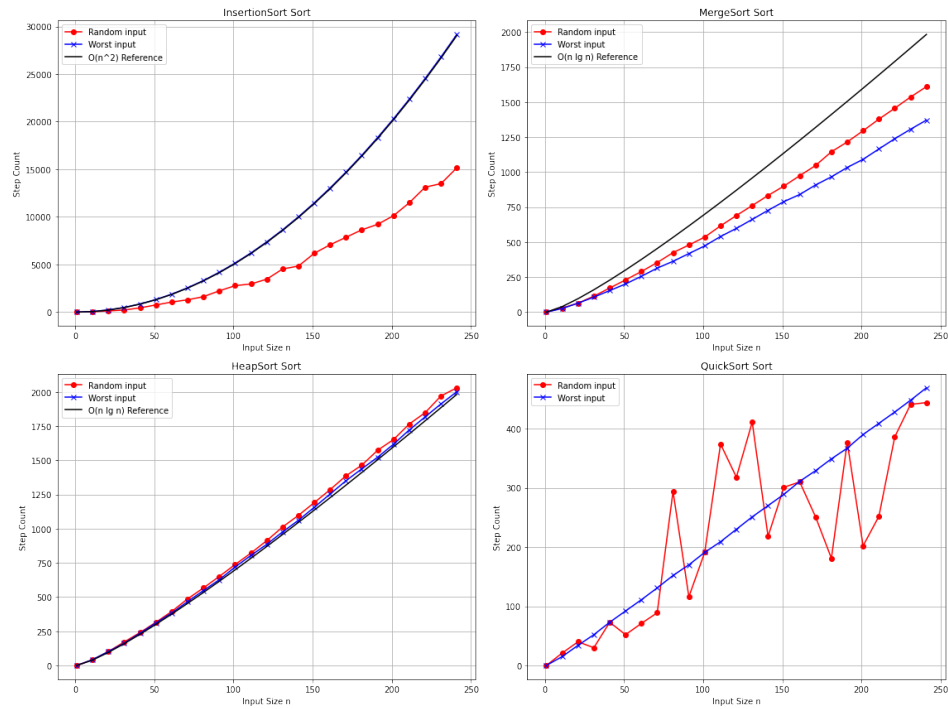 InsertionSort Sort
Random input
Worst input
O(n^2) Reference
30000
25000
20000
15000
10000
5000
0
Step Count
0 50 100 150 200 250
Input Size n
MergeSort Sort
Random input
Worst input
O(n lg n) Reference
2000
1750
1500
1250
1000
750
500
250
0
Step Count
0 50 100 150 200 250
Input Size n
HeapSort Sort
Random input
Worst input
O(n lg n) Reference
2000
1750
1500
1250
1000
750
500
250
0
Step Count
0 50 100 150 200 250
Input Size n
QuickSort Sort
Random input
Worst input
400
300
200
100
0
Step Count
0 50 100 150 200 250
Input Size n